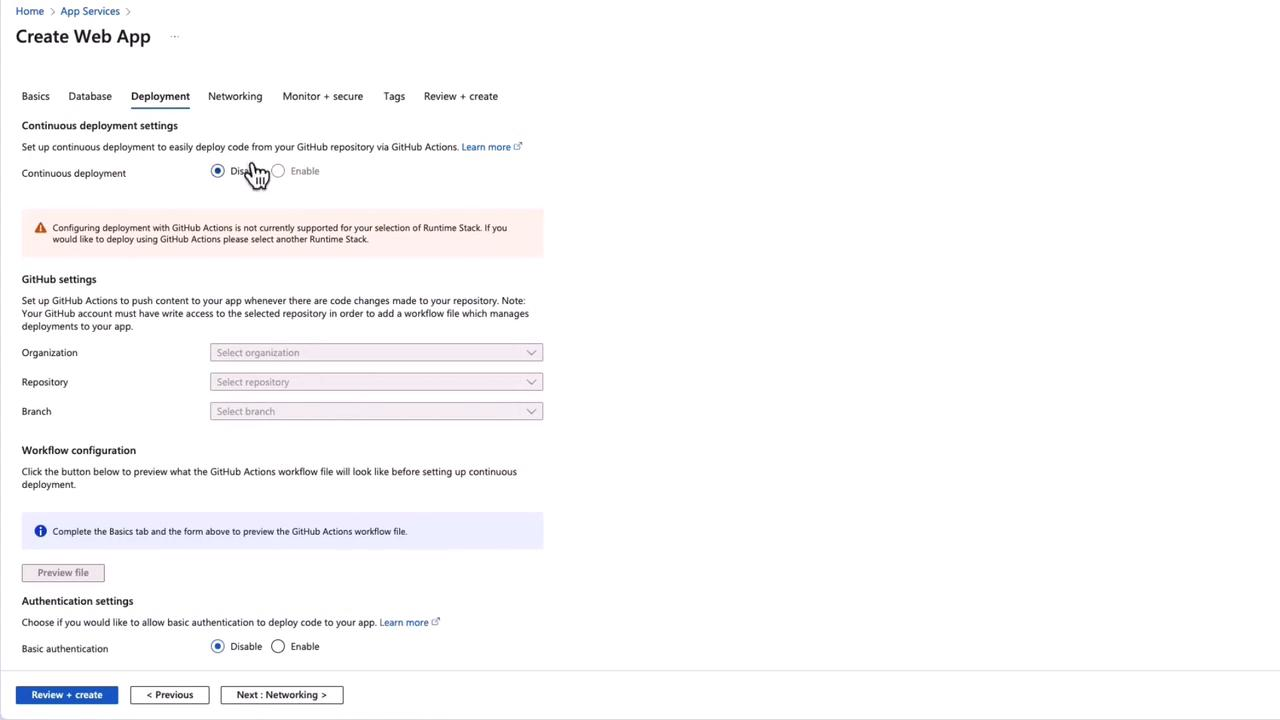 Home > App Services >
Create Web App ...
Basics Database Deployment Networking Monitor + secure Tags Review + create
Continuous deployment settings
Set up continuous deployment to easily deploy code from your GitHub repository via GitHub Actions. Learn more
Continuous deployment Enable
Configuring deployment with GitHub Actions is not currently supported for your selection of Runtime Stack. If you
would like to deploy using GitHub Actions please select another Runtime Stack.
GitHub settings
Set up GitHub Actions to push content to your app whenever there are code changes made to your repository. Note:
Your GitHub account must have write access to the selected repository in order to add a workflow file which manages
deployments to your app.
Organization Select organization
Repository Select repository
Branch Select branch
Workflow configuration
Click the button below to preview what the GitHub Actions workflow file will look like before setting up continuous
deployment.
Complete the Basics tab and the form above to preview the GitHub Actions workflow file.
Preview file
Authentication settings
Choose if you would like to allow basic authentication to deploy code to your app. Learn more
Basic authentication Disable Enable
Review + create < Previous Next : Networking >